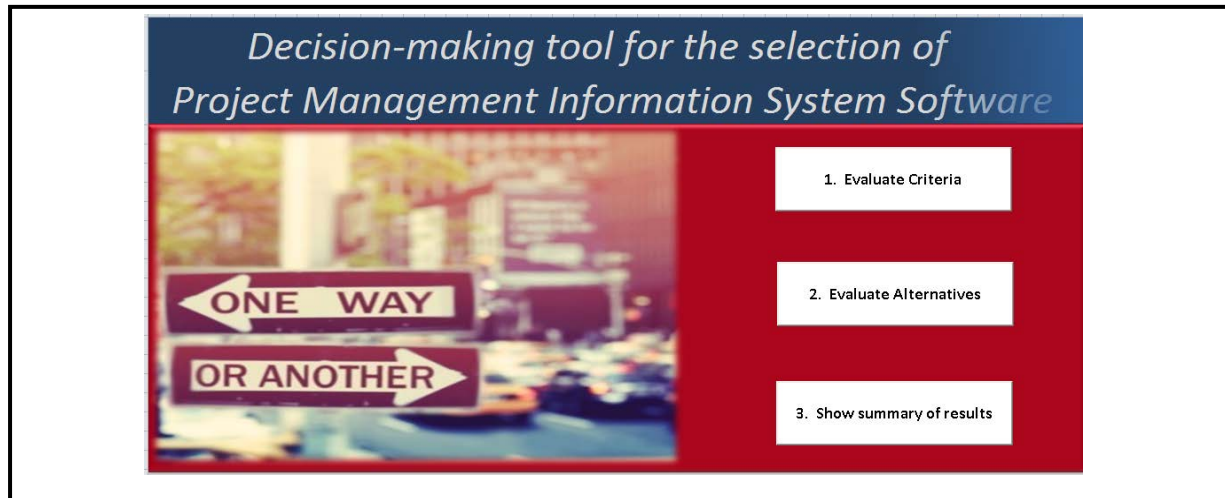 Decision-making tool for the selection of
Project Management Information System Software
ONE WAY
OR ANOTHER
1. Evaluate Criteria
2. Evaluate Alternatives
3. Show summary of results